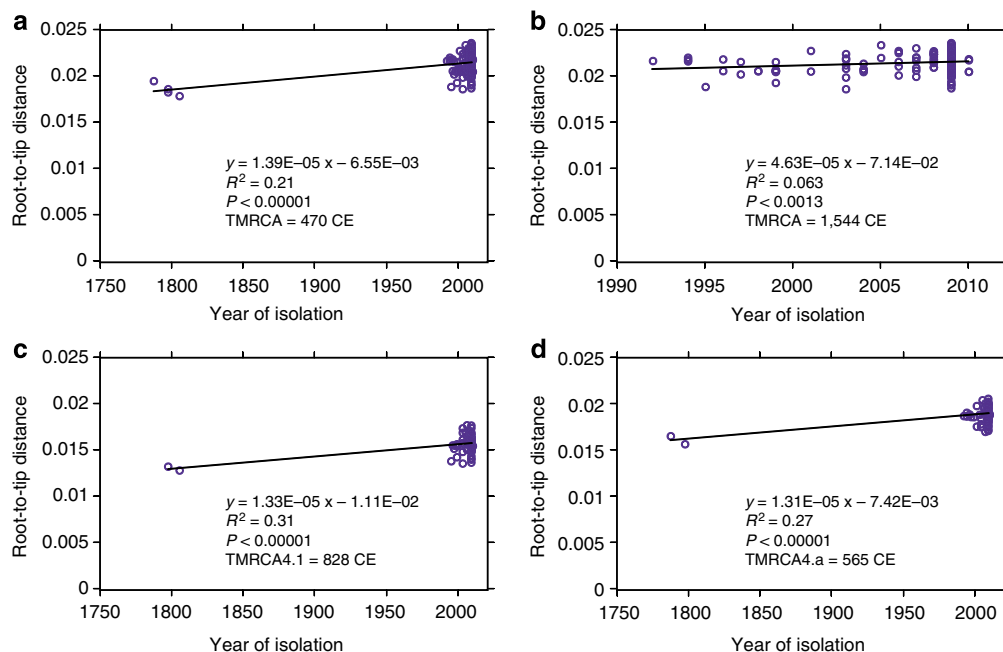 a
0.025
0.02
0.015
0.01
0.005
0
Root-to-tip distance
y = 1.39E–05 x – 6.55E–03
R² = 0.21
P < 0.00001
TMRCA = 470 CE
1750 1800 1850 1900 1950 2000
Year of isolation
b
0.025
0.02
0.015
0.01
0.005
0
Root-to-tip distance
y = 4.63E–05 x – 7.14E–02
R² = 0.063
P < 0.0013
TMRCA = 1,544 CE
1990 1995 2000 2005 2010
Year of isolation
c
0.025
0.02
0.015
0.01
0.005
0
Root-to-tip distance
y = 1.33E–05 x – 1.11E–02
R² = 0.31
P < 0.00001
TMRCA4.1 = 828 CE
1750 1800 1850 1900 1950 2000
Year of isolation
d
0.025
0.02
0.015
0.01
0.005
0
Root-to-tip distance
y = 1.31E–05 x – 7.42E–03
R² = 0.27
P < 0.00001
TMRCA4.a = 565 CE
1750 1800 1850 1900 1950 2000
Year of isolation